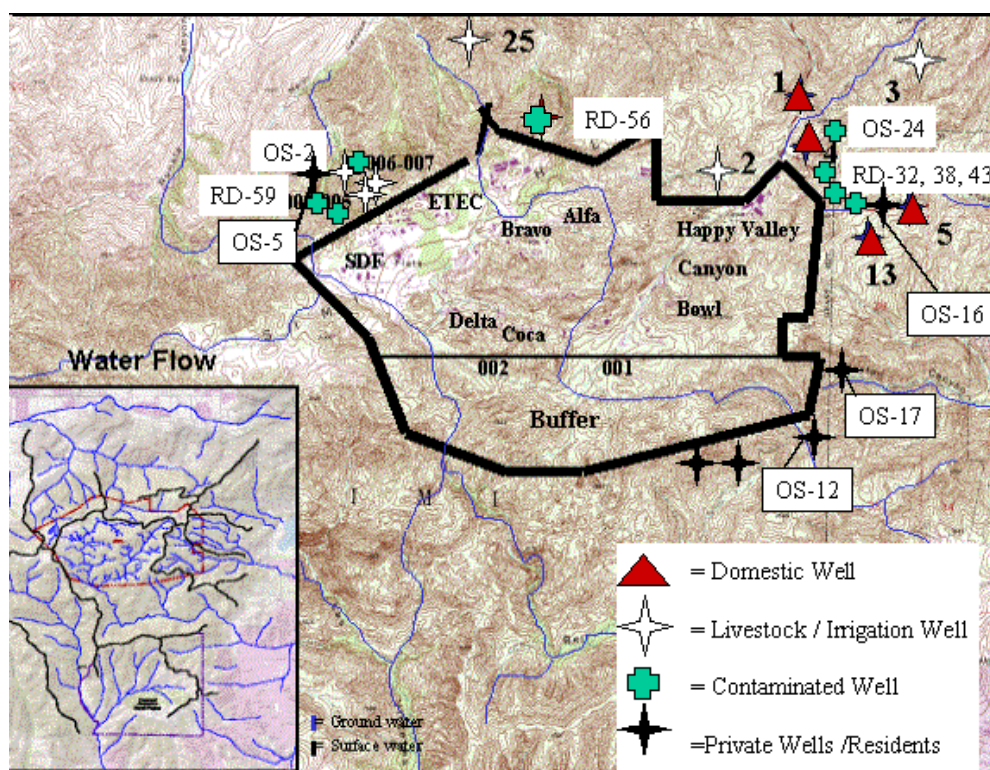 25
1
3
RD-56
OS-24
OS-2
006-007
2
4
RD-32, 38, 43
RD-59
ETEC
Alfa
Bravo
Happy Valley
5
OS-5
SDF
Canyon
13
Bowl
OS-16
Delta
Coca
Water Flow
002
001
Buffer
OS-17
OS-12
I M I
= Domestic Well
= Livestock / Irrigation Well
= Contaminated Well
= Ground water
= Surface water
=Private Wells /Residents